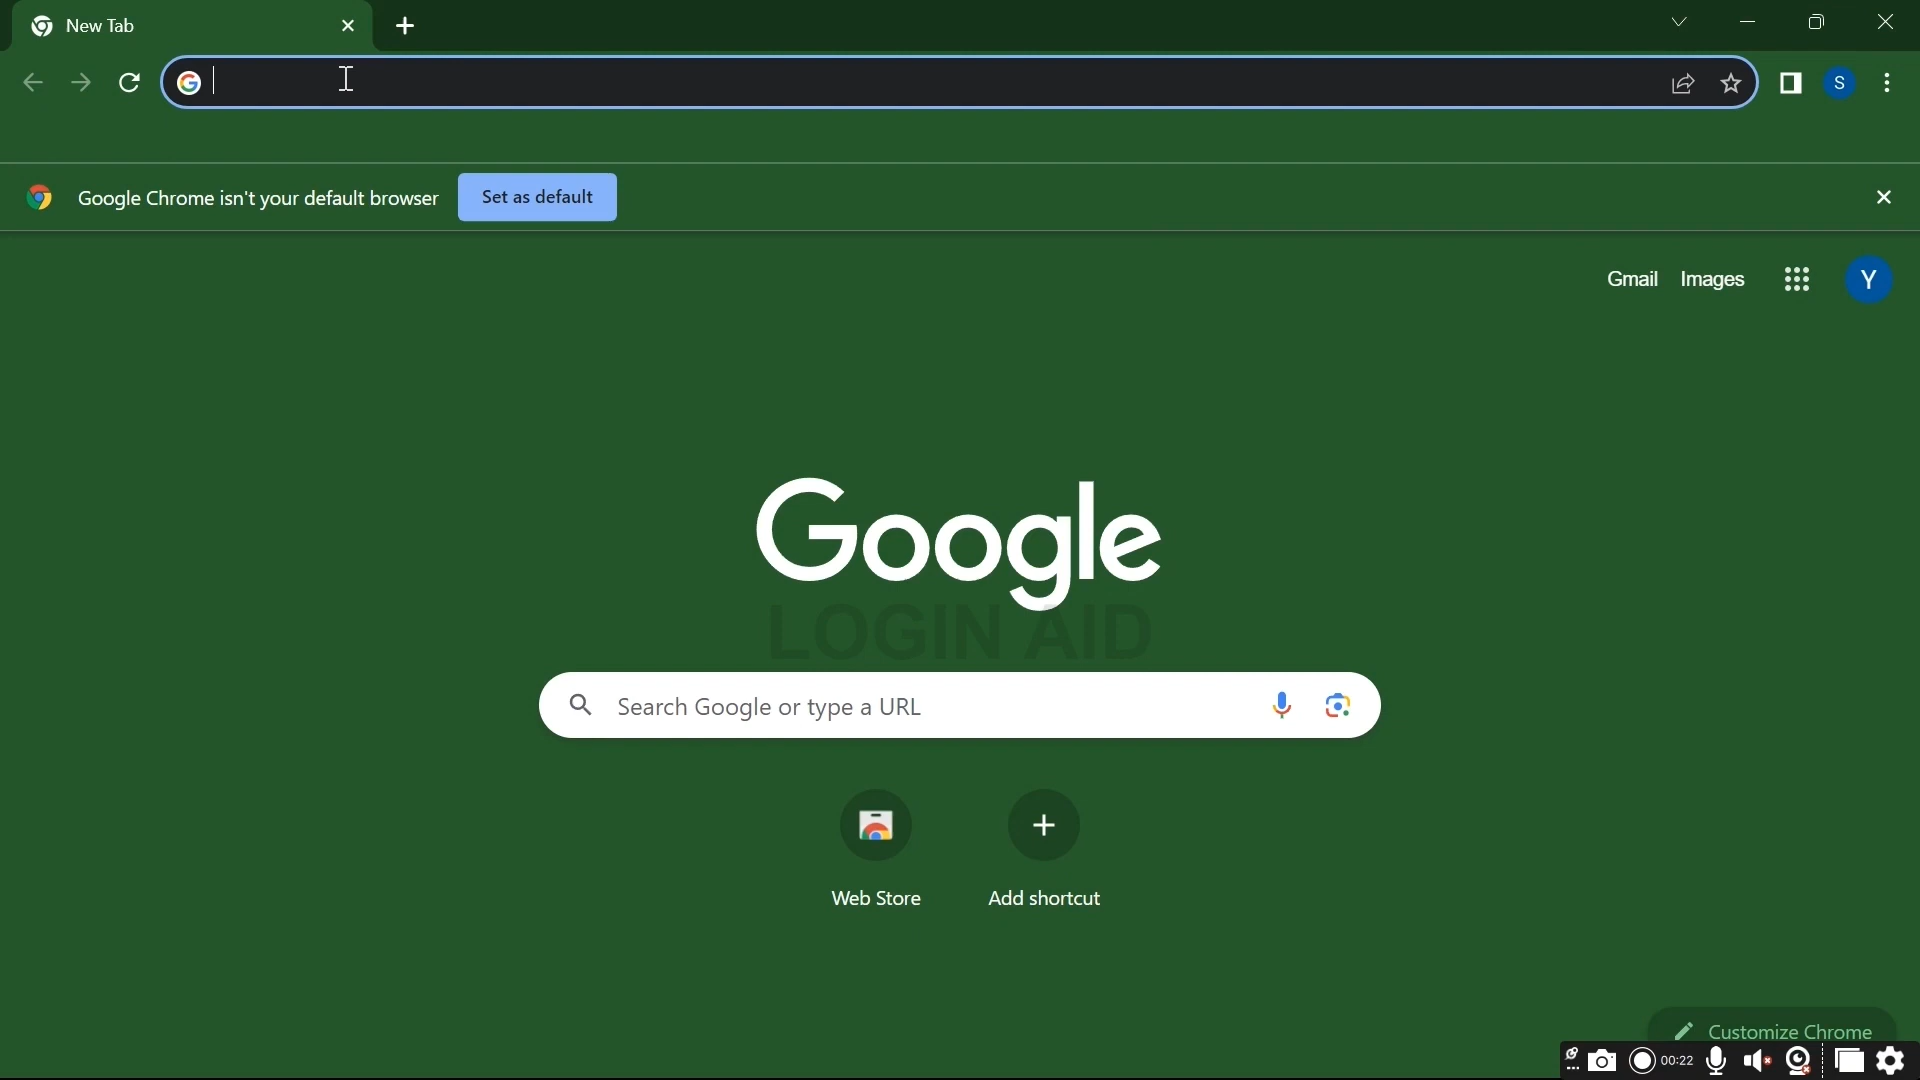 New Tab
S
Google Chrome isn't your default browser
Set as default
Gmail
Images
Y
Google
LOGIN AID
Search Google or type a URL
Web Store
Add shortcut
Customize Chrome
00:22